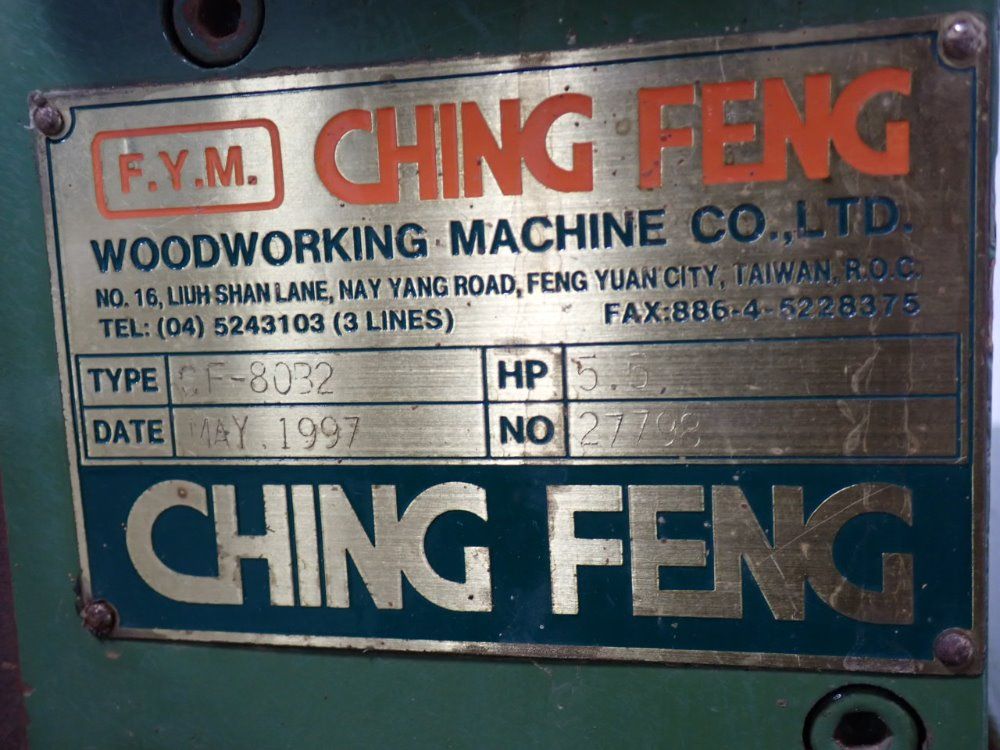 F.Y.M. CHING FENG
WOODWORKING MACHINE CO.,LTD.
NO. 16, LIUH SHAN LANE, NAY YANG ROAD, FENG YUAN CITY, TAIWAN, R.O.C.
TEL: (04) 5243103 (3 LINES) FAX:886-4-5228375
TYPE HP 5.5
DATE MAY.1997 NO 27798
CHING FENG